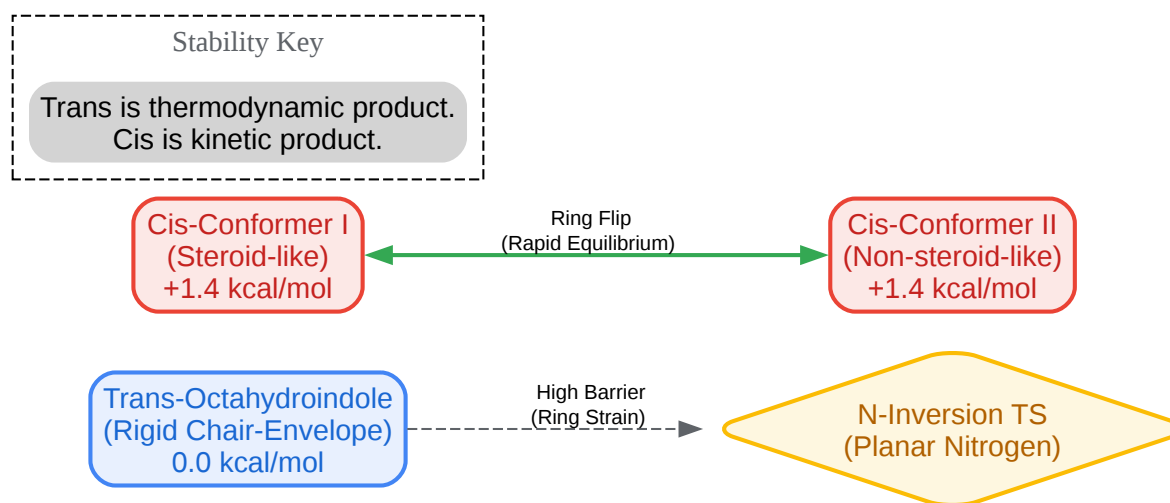 Stability Key
Trans is thermodynamic product.
Cis is kinetic product.
Cis-Conformer I
(Steroid-like)
+1.4 kcal/mol
Ring Flip
(Rapid Equilibrium)
Cis-Conformer II
(Non-steroid-like)
+1.4 kcal/mol
Trans-Octahydroindole
(Rigid Chair-Envelope)
0.0 kcal/mol
High Barrier
(Ring Strain)
N-Inversion TS
(Planar Nitrogen)